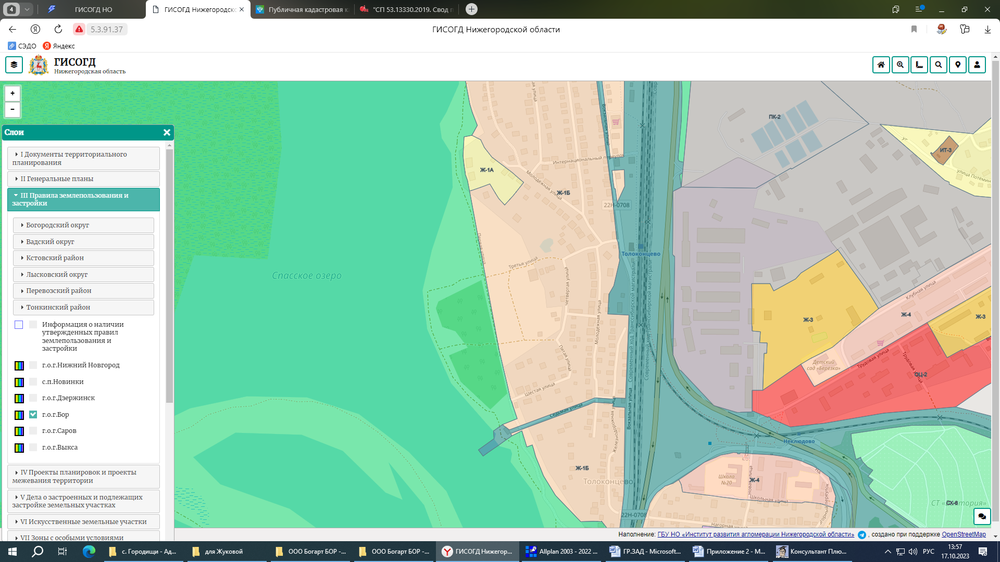 4
ГИСОГД НО
ГИСОГД Нижегородско
Публичная кадастровая к
"СП 53.13330.2019. Свод п
5.3.91.37
ГИСОГД Нижегородской области
СЭДО
Яндекс
ГИСОГД
Нижегородская область
+
−
Слои
I Документы территориального
планирования
II Генеральные планы
III Правила землепользования и
застройки
Богородский округ
Вадский округ
Кстовский район
Лысковский округ
Перевозский район
Тонкинский район
Информация о наличии
утвержденных правил
землепользования и
застройки
г.о.г.Нижний Новгород
с.п.Новинки
г.о.г.Дзержинск
г.о.г.Бор
г.о.г.Саров
г.о.г.Выкса
IV Проекты планировок и проекты
межевания территории
V Дела о застроенных и подлежащих
застройке земельных участках
VI Искусственные земельные участки
VII Зоны с особыми условиями
Спасское озеро
Ж-1А
Ж-1Б
Интернациональный переулок
Молодёжная улица
Вокзальная улица
22Н-0708
Толоконцево
Первая улица
Третья улица
Четвертая улица
Молодёжная улица
Пятая улица
Шестая улица
Седьмая улица
Вокзальная улица
Железнодорожная улица
Современный ход Транссибирской магистрали
Современный ход Транссибирской магистрали
Ж-1Б
Толоконцево
22Н-0708
ПК-2
ИТ-3
улица Потёмин
Ж-3
Клубная улица
Ж-4
Ж-3
Детский
сад «Березка»
Трудовая улица
Трудовая улица
ОЦ-2
Неклюдово
Школа
№20
Новая улица
Ж-4
Школьная улица
Нагорная улица
СХ-6
Наполнение: ГБУ НО «Институт развития агломерации Нижегородской области» , создано при поддержке OpenStreetMap
с. Городищи - Ад...
для Жуковой
ООО Богарт БОР -...
ООО Богарт БОР -...
ГИСОГД Нижегор...
Allplan 2003 - 2022 ...
ГР.ЗАД - Microsoft...
Приложение 2 - M...
Консультант Плю...
РУС
13:57
17.10.2023